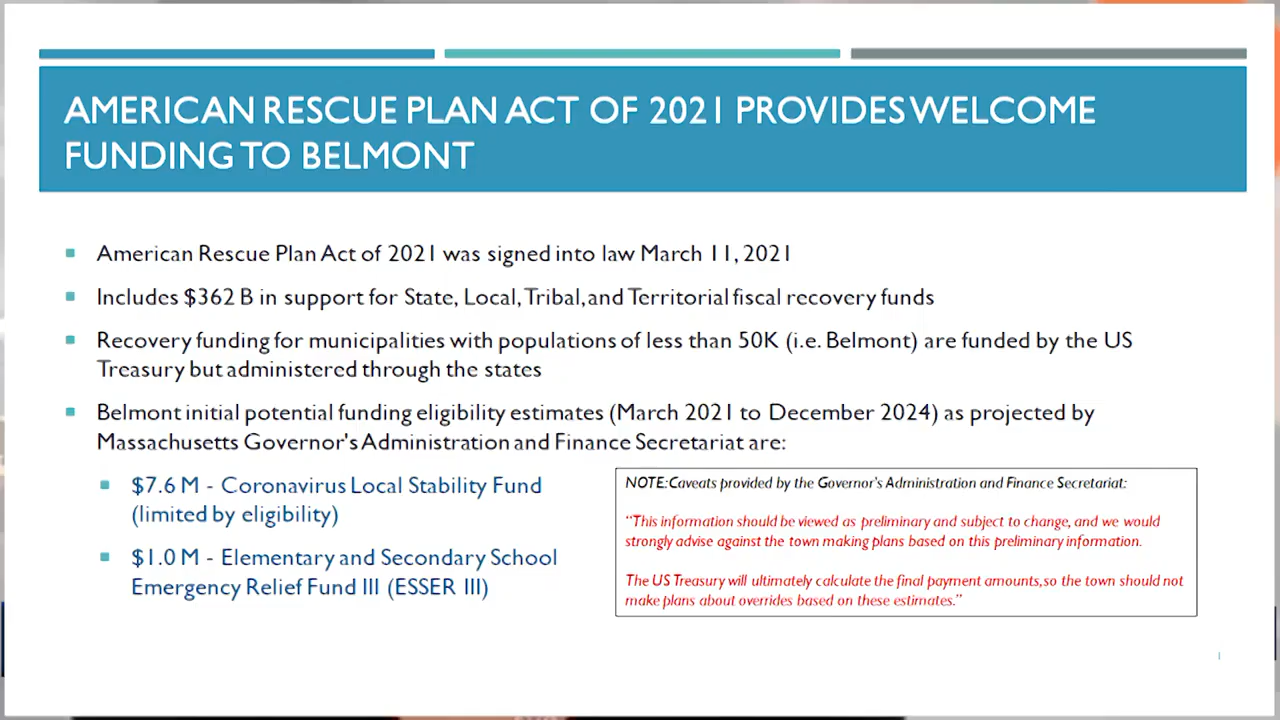 AMERICAN RESCUE PLAN ACT OF 2021 PROVIDES WELCOME
FUNDING TO BELMONT
American Rescue Plan Act of 2021 was signed into law March 11, 2021
Includes $362 B in support for State, Local, Tribal, and Territorial fiscal recovery funds
Recovery funding for municipalities with populations of less than 50K (i.e. Belmont) are funded by the US
Treasury but administered through the states
Belmont initial potential funding eligibility estimates (March 2021 to December 2024) as projected by
Massachusetts Governor's Administration and Finance Secretariat are:
$7.6 M - Coronavirus Local Stability Fund
(limited by eligibility)
$1.0 M - Elementary and Secondary School
Emergency Relief Fund III (ESSER III)
NOTE: Caveats provided by the Governor's Administration and Finance Secretariat:
“This information should be viewed as preliminary and subject to change, and we would
strongly advise against the town making plans based on this preliminary information.
The US Treasury will ultimately calculate the final payment amounts, so the town should not
make plans about overrides based on these estimates.”
1